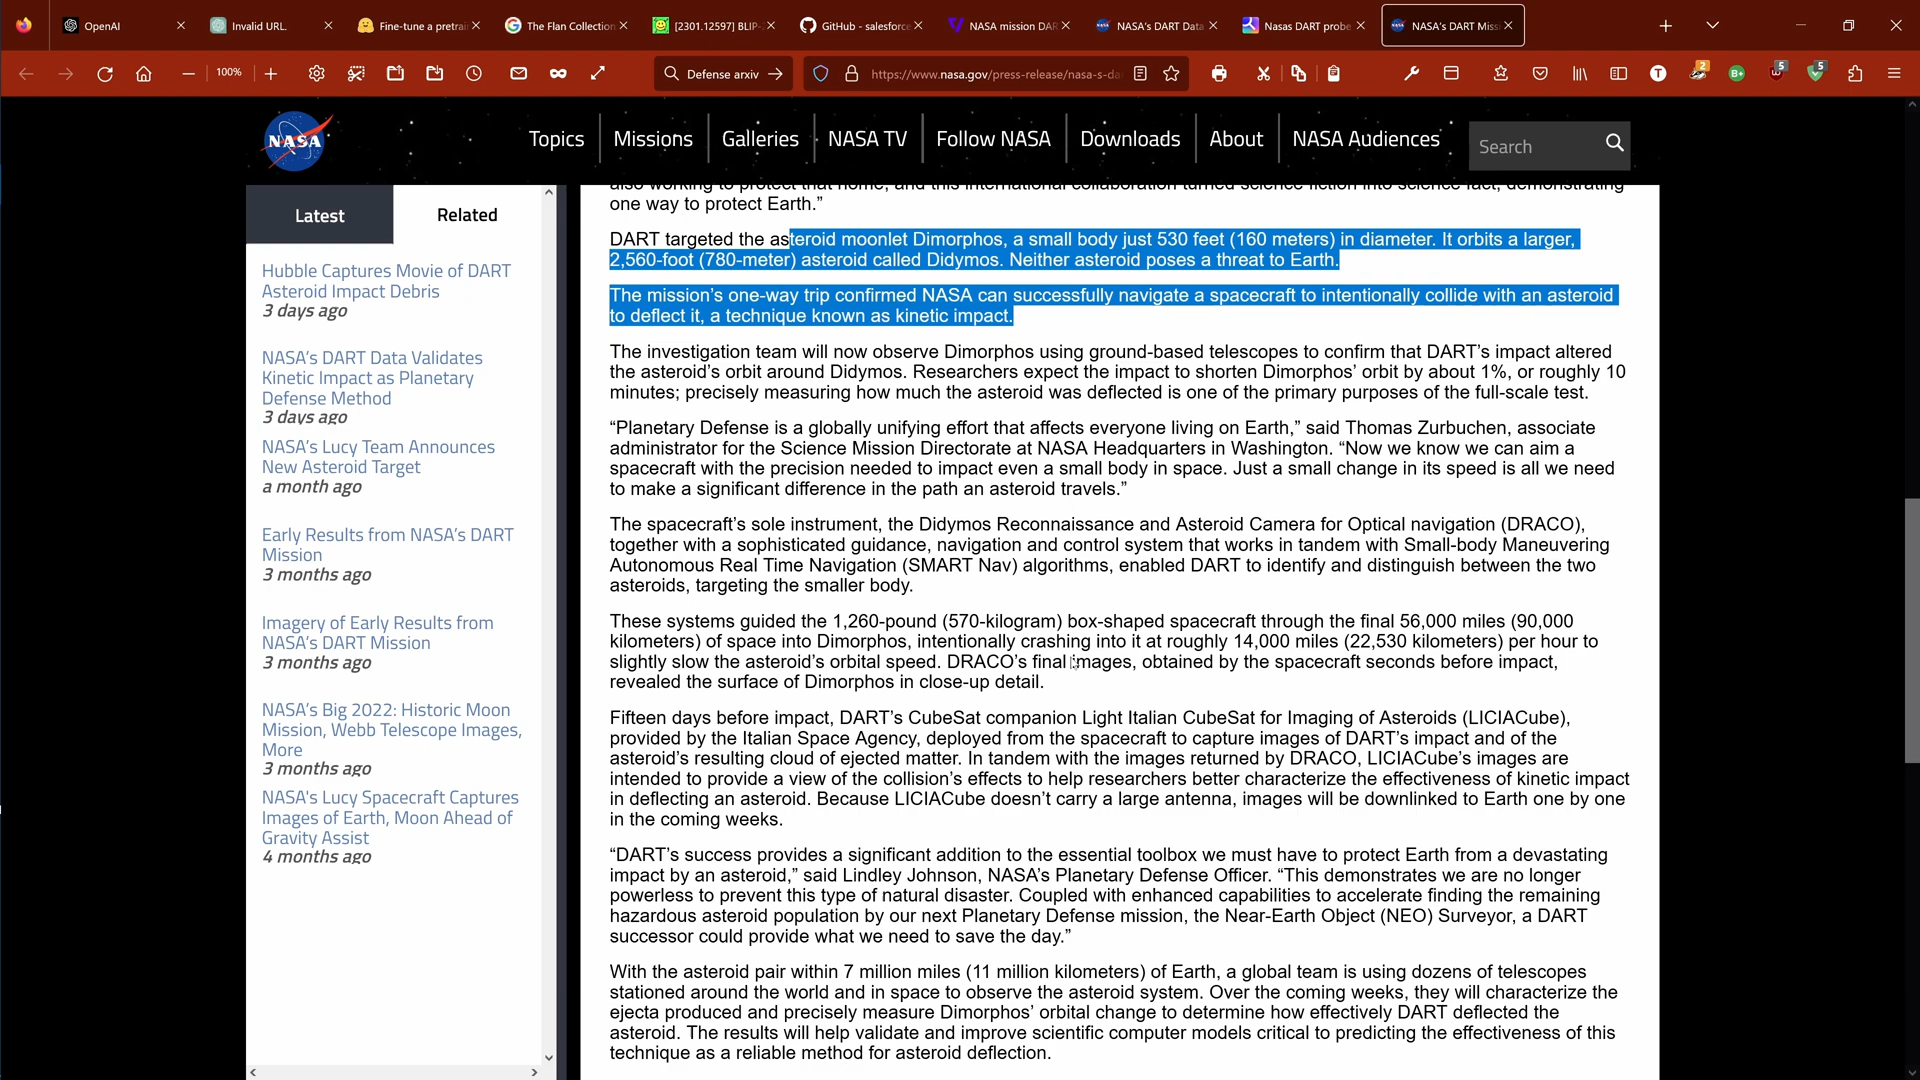 OpenAI
Invalid URL.
Fine-tune a pretrai
The Flan Collection.
[2301.12597] BLIP-
GitHub - salesforce
NASA mission DAR
NASA's DART Data
Nasas DART probe
NASA's DART Miss
100%
Defense arxiv
https://www.nasa.gov/press-release/nasa-s-da
T
2
B+
5
5
NASA
Topics
Missions
Galleries
NASA TV
Follow NASA
Downloads
About
NASA Audiences
Search
Latest
Related
Hubble Captures Movie of DART
Asteroid Impact Debris
3 days ago
NASA's DART Data Validates
Kinetic Impact as Planetary
Defense Method
3 days ago
NASA's Lucy Team Announces
New Asteroid Target
a month ago
Early Results from NASA's DART
Mission
3 months ago
Imagery of Early Results from
NASA's DART Mission
3 months ago
NASA's Big 2022: Historic Moon
Mission, Webb Telescope Images,
More
3 months ago
NASA's Lucy Spacecraft Captures
Images of Earth, Moon Ahead of
Gravity Assist
4 months ago
also working to protect that home, and this international collaboration turned science fiction into science fact, demonstrating
one way to protect Earth.”
DART targeted the asteroid moonlet Dimorphos, a small body just 530 feet (160 meters) in diameter. It orbits a larger,
2,560-foot (780-meter) asteroid called Didymos. Neither asteroid poses a threat to Earth.
The mission’s one-way trip confirmed NASA can successfully navigate a spacecraft to intentionally collide with an asteroid
to deflect it, a technique known as kinetic impact.
The investigation team will now observe Dimorphos using ground-based telescopes to confirm that DART’s impact altered
the asteroid’s orbit around Didymos. Researchers expect the impact to shorten Dimorphos’ orbit by about 1%, or roughly 10
minutes; precisely measuring how much the asteroid was deflected is one of the primary purposes of the full-scale test.
“Planetary Defense is a globally unifying effort that affects everyone living on Earth,” said Thomas Zurbuchen, associate
administrator for the Science Mission Directorate at NASA Headquarters in Washington. “Now we know we can aim a
spacecraft with the precision needed to impact even a small body in space. Just a small change in its speed is all we need
to make a significant difference in the path an asteroid travels.”
The spacecraft’s sole instrument, the Didymos Reconnaissance and Asteroid Camera for Optical navigation (DRACO),
together with a sophisticated guidance, navigation and control system that works in tandem with Small-body Maneuvering
Autonomous Real Time Navigation (SMART Nav) algorithms, enabled DART to identify and distinguish between the two
asteroids, targeting the smaller body.
These systems guided the 1,260-pound (570-kilogram) box-shaped spacecraft through the final 56,000 miles (90,000
kilometers) of space into Dimorphos, intentionally crashing into it at roughly 14,000 miles (22,530 kilometers) per hour to
slightly slow the asteroid’s orbital speed. DRACO’s final images, obtained by the spacecraft seconds before impact,
revealed the surface of Dimorphos in close-up detail.
Fifteen days before impact, DART’s CubeSat companion Light Italian CubeSat for Imaging of Asteroids (LICIACube),
provided by the Italian Space Agency, deployed from the spacecraft to capture images of DART’s impact and of the
asteroid’s resulting cloud of ejected matter. In tandem with the images returned by DRACO, LICIACube’s images are
intended to provide a view of the collision’s effects to help researchers better characterize the effectiveness of kinetic impact
in deflecting an asteroid. Because LICIACube doesn’t carry a large antenna, images will be downlinked to Earth one by one
in the coming weeks.
“DART’s success provides a significant addition to the essential toolbox we must have to protect Earth from a devastating
impact by an asteroid,” said Lindley Johnson, NASA’s Planetary Defense Officer. “This demonstrates we are no longer
powerless to prevent this type of natural disaster. Coupled with enhanced capabilities to accelerate finding the remaining
hazardous asteroid population by our next Planetary Defense mission, the Near-Earth Object (NEO) Surveyor, a DART
successor could provide what we need to save the day.”
With the asteroid pair within 7 million miles (11 million kilometers) of Earth, a global team is using dozens of telescopes
stationed around the world and in space to observe the asteroid system. Over the coming weeks, they will characterize the
ejecta produced and precisely measure Dimorphos’ orbital change to determine how effectively DART deflected the
asteroid. The results will help validate and improve scientific computer models critical to predicting the effectiveness of this
technique as a reliable method for asteroid deflection.